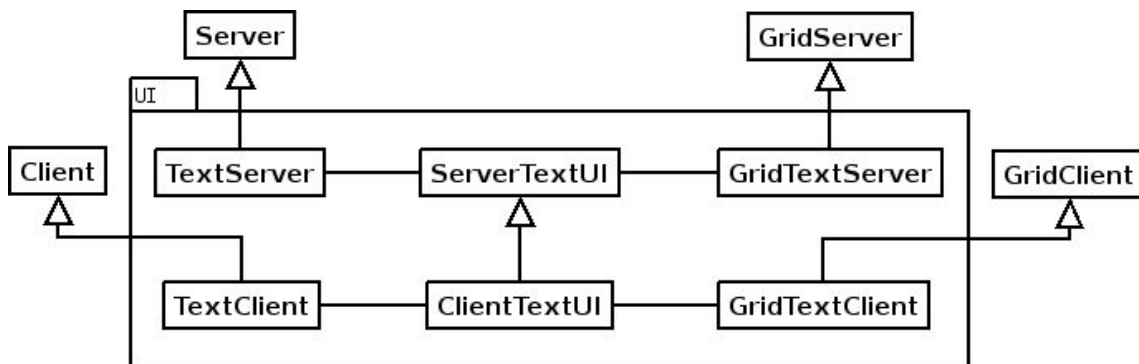 Server
GridServer
UI
TextServer
ServerTextUI
GridTextServer
Client
GridClient
TextClient
ClientTextUI
GridTextClient